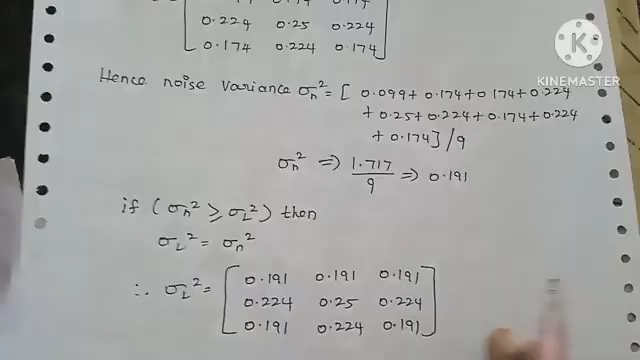 0.224 0.25 0.224
0.174 0.224 0.174
KINEMASTER
Hence noise variance σn²= [ 0.099+0.174+0.174+0.224
+0.25+0.224+0.174+0.224
+0.174] /9
σn² ⇒ 1.717/9 ⇒ 0.191
if (σn² ≥ σL²) then
σL² = σn²
∴ σL² = [ 0.191 0.191 0.191
0.224 0.25 0.224
0.191 0.224 0.191 ]